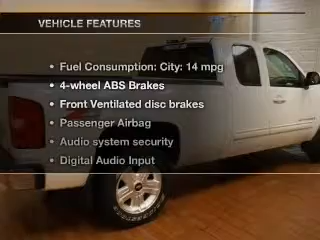 VEHICLE FEATURES
• Fuel Consumption: City: 14 mpg
• 4-wheel ABS Brakes
• Front Ventilated disc brakes
• Passenger Airbag
• Audio system security
• Digital Audio Input